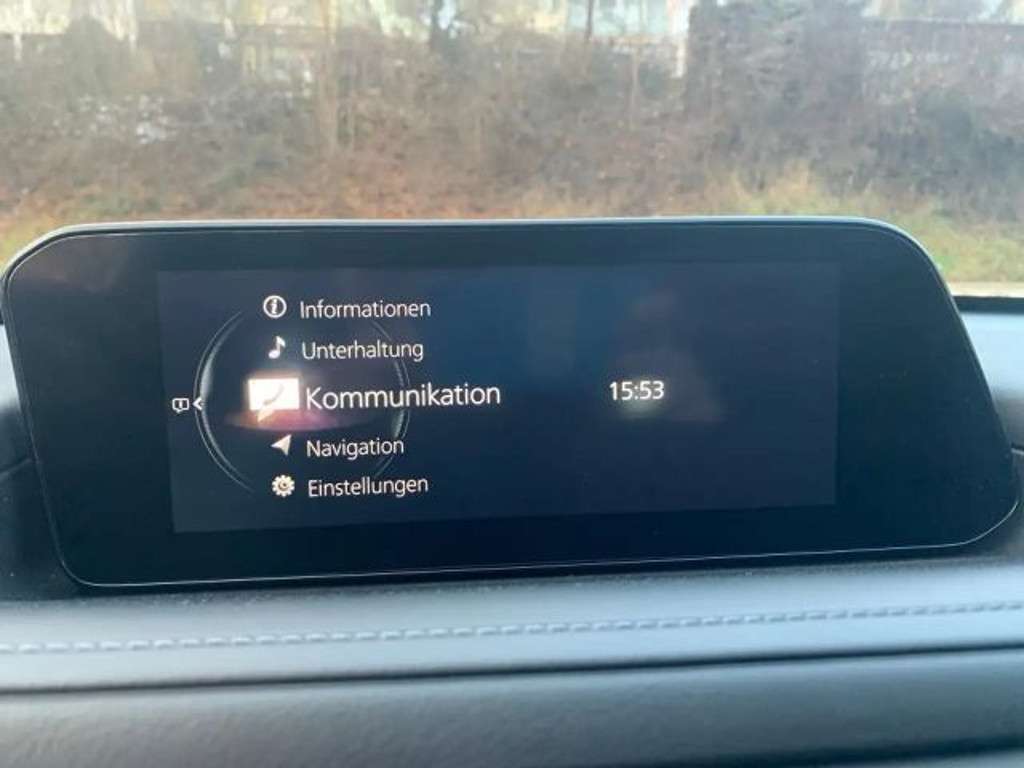 Informationen
Unterhaltung
Kommunikation 15:53
Navigation
Einstellungen